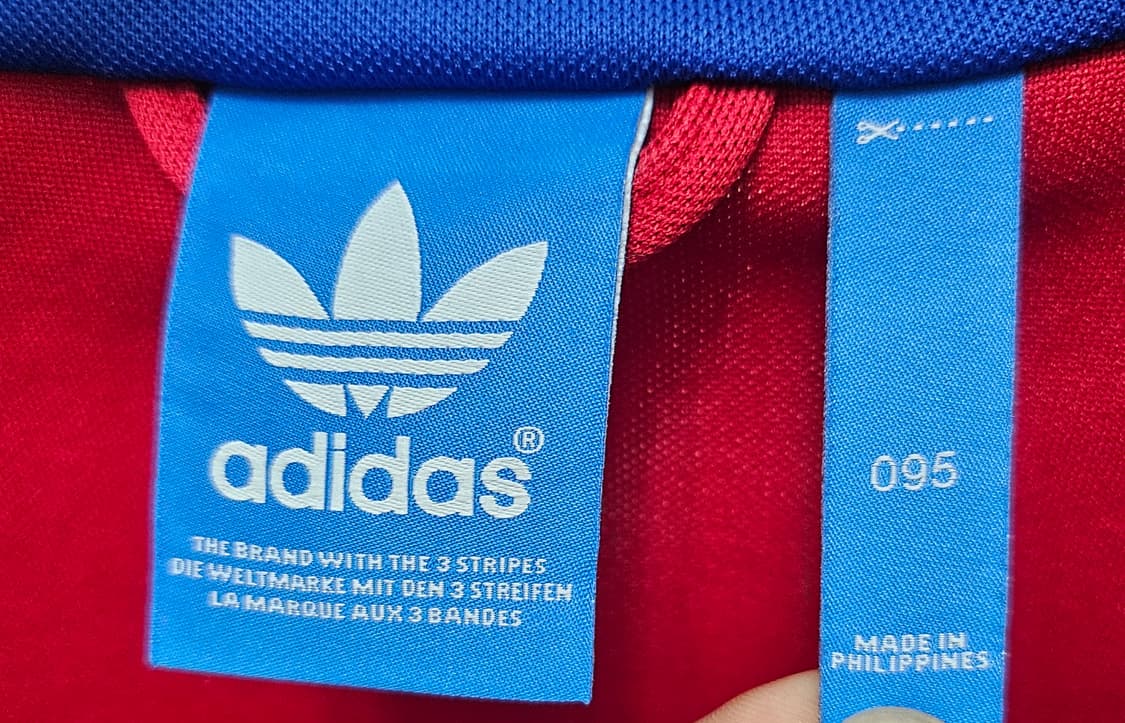 adidas®
THE BRAND WITH THE 3 STRIPES
DIE WELTMARKE MIT DEN 3 STREIFEN
LA MARQUE AUX 3 BANDES
095
MADE IN
PHILIPPINES